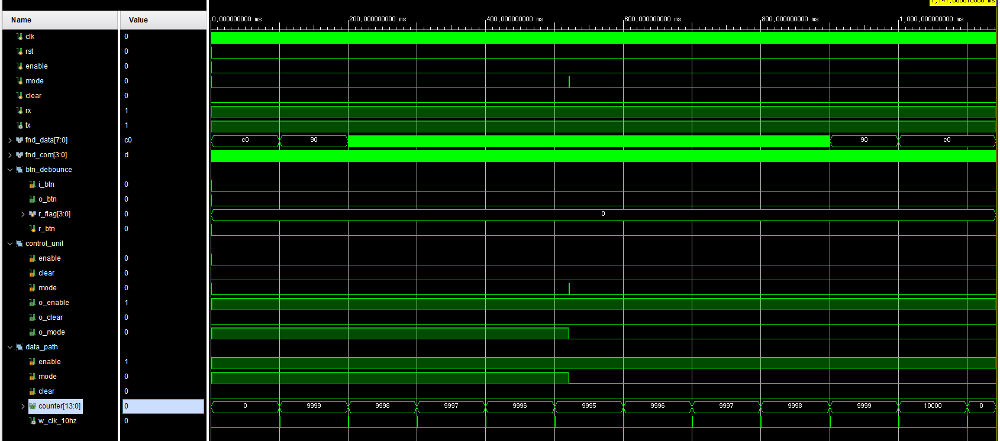 1,141.000010000 ms
Name Value
0.000000000 ms 200.000000000 ms 400.000000000 ms 600.000000000 ms 800.000000000 ms 1,000.000000000 ms
clk 0
rst 0
enable 0
mode 0
clear 0
rx 1
tx 1
fnd_data[7:0] c0 c0 90 90 c0
fnd_com[3:0] d
btn_debounce
i_btn 0
o_btn 0
r_flag[3:0] 0 0
r_btn 0
control_unit
enable 0
clear 0
mode 0
o_enable 1
o_clear 0
o_mode 0
data_path
enable 1
mode 0
clear 0
counter[13:0] 0 0 9999 9998 9997 9996 9995 9996 9997 9998 9999 10000 0
w_clk_10hz 0